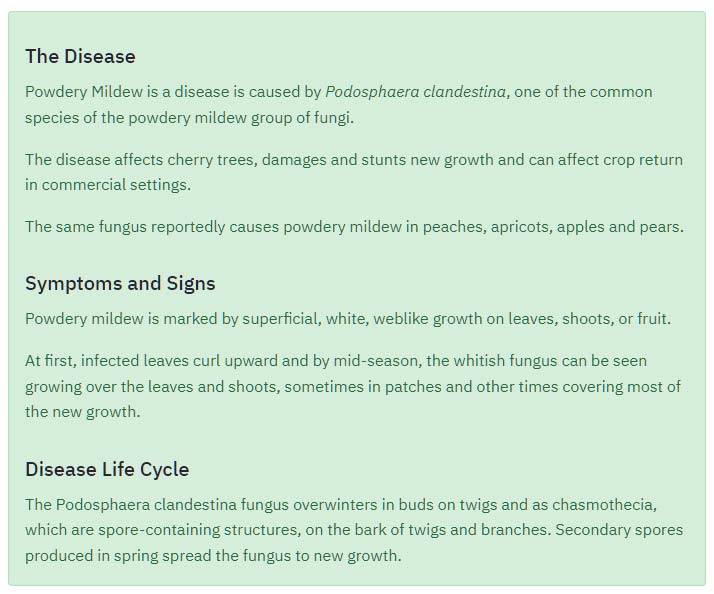 The Disease
Powdery Mildew is a disease is caused by Podosphaera clandestina, one of the common
species of the powdery mildew group of fungi.
The disease affects cherry trees, damages and stunts new growth and can affect crop return
in commercial settings.
The same fungus reportedly causes powdery mildew in peaches, apricots, apples and pears.
Symptoms and Signs
Powdery mildew is marked by superficial, white, weblike growth on leaves, shoots, or fruit.
At first, infected leaves curl upward and by mid-season, the whitish fungus can be seen
growing over the leaves and shoots, sometimes in patches and other times covering most of
the new growth.
Disease Life Cycle
The Podosphaera clandestina fungus overwinters in buds on twigs and as chasmothecia,
which are spore-containing structures, on the bark of twigs and branches. Secondary spores
produced in spring spread the fungus to new growth.